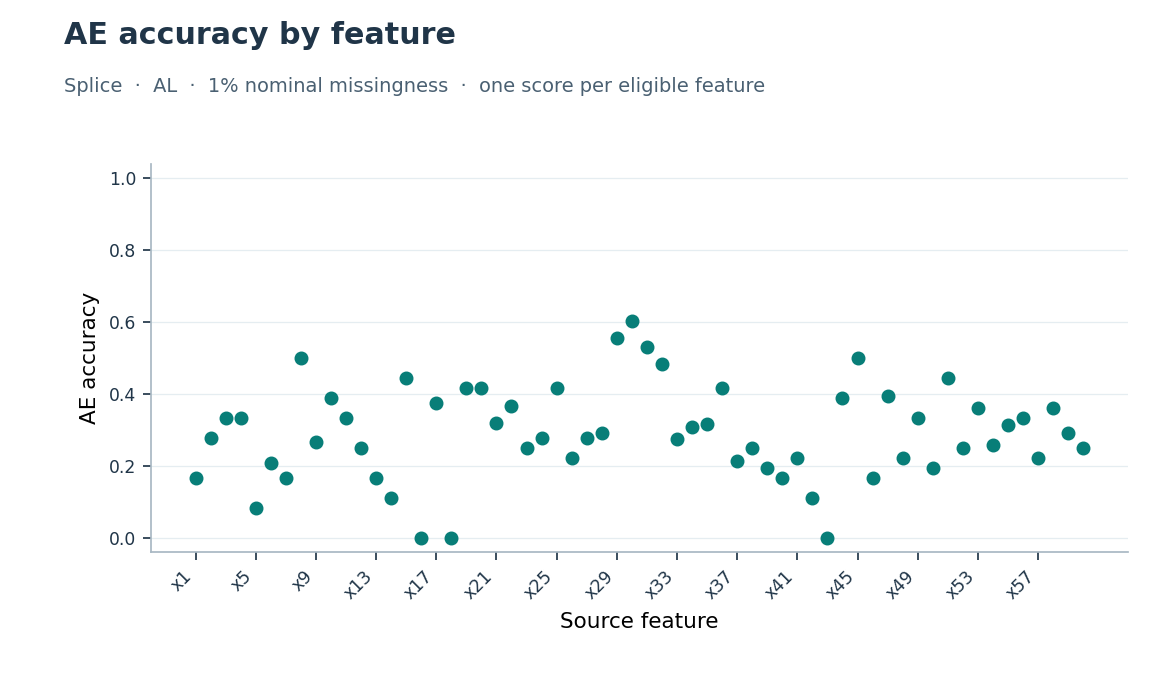 AE accuracy by feature
Splice · AL · 1% nominal missingness · one score per eligible feature
1.0
0.8
0.6
0.4
0.2
0.0
AE accuracy
x1 x5 x9 x13 x17 x21 x25 x29 x33 x37 x41 x45 x49 x53 x57
Source feature